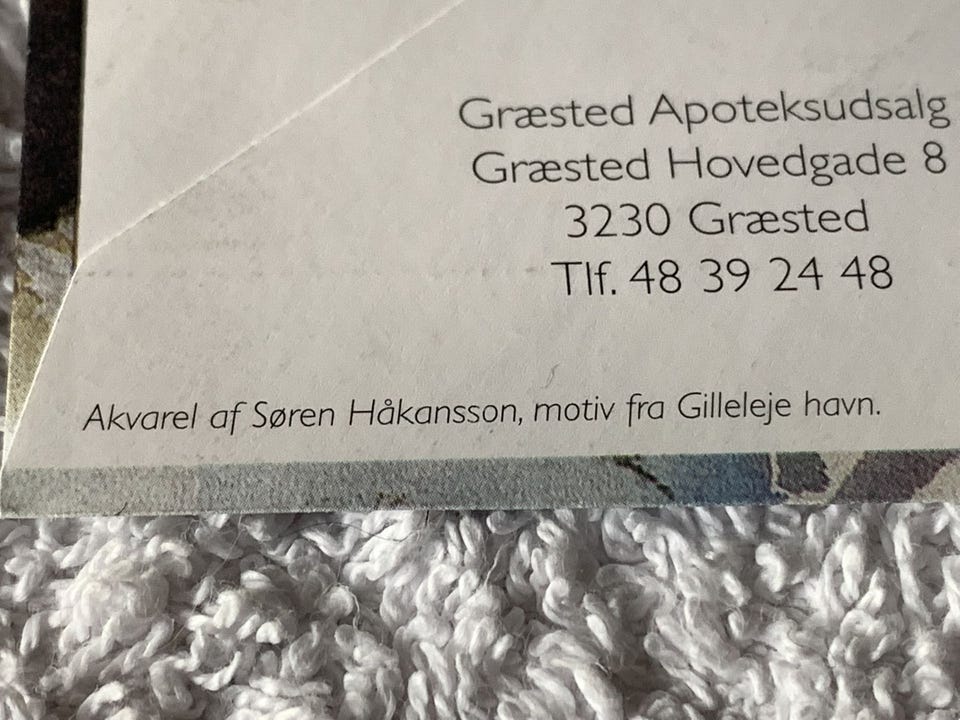 Græsted Apoteksudsalg
Græsted Hovedgade 8
3230 Græsted
Tlf. 48 39 24 48
Akvarel af Søren Håkansson, motiv fra Gilleleje havn.